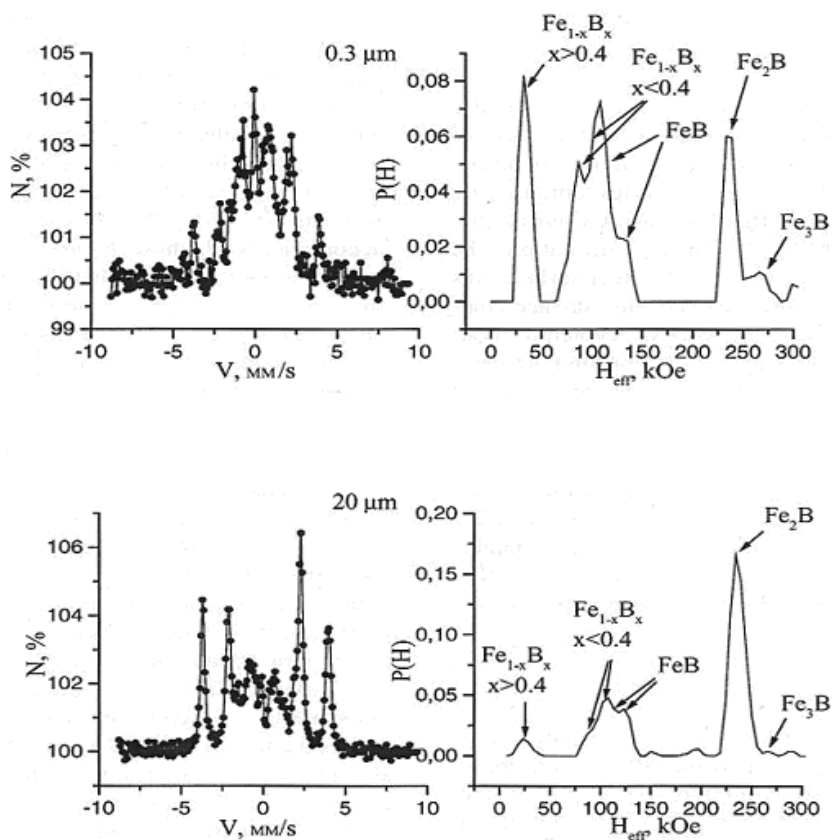 0.3 µm
N, %
105
104
103
102
101
100
99
-10
-5
0
5
10
V, мм/s
Fe1-xBx
x>0.4
Fe1-xBx
x<0.4
FeB
Fe2B
Fe3B
P(H)
0,08
0,06
0,04
0,02
0,00
0
50
100
150
200
250
300
Heff, kOe
20 µm
N, %
106
104
102
100
-10
-5
0
5
10
V, мм/s
Fe1-xBx
x>0.4
Fe1-xBx
x<0.4
FeB
Fe2B
Fe3B
P(H)
0,20
0,15
0,10
0,05
0,00
0
50
100
150
200
250
300
Heff, kOe